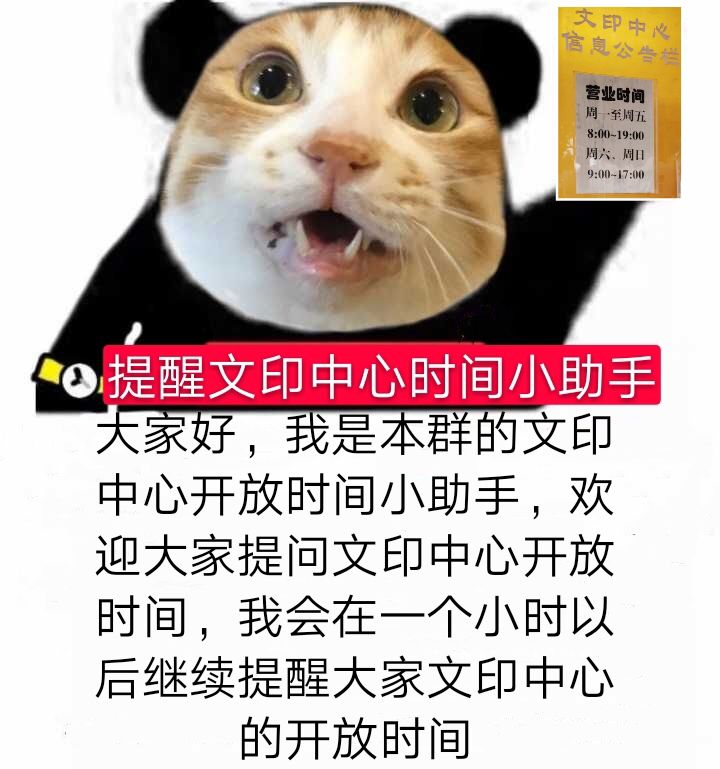 文印中心
信息公告栏
营业时间
周一至周五
8:00~19:00
周六、周日
9:00~17:00
提醒文印中心时间小助手
大家好，我是本群的文印
中心开放时间小助手，欢
迎大家提问文印中心开放
时间，我会在一个小时以
后继续提醒大家文印中心
的开放时间